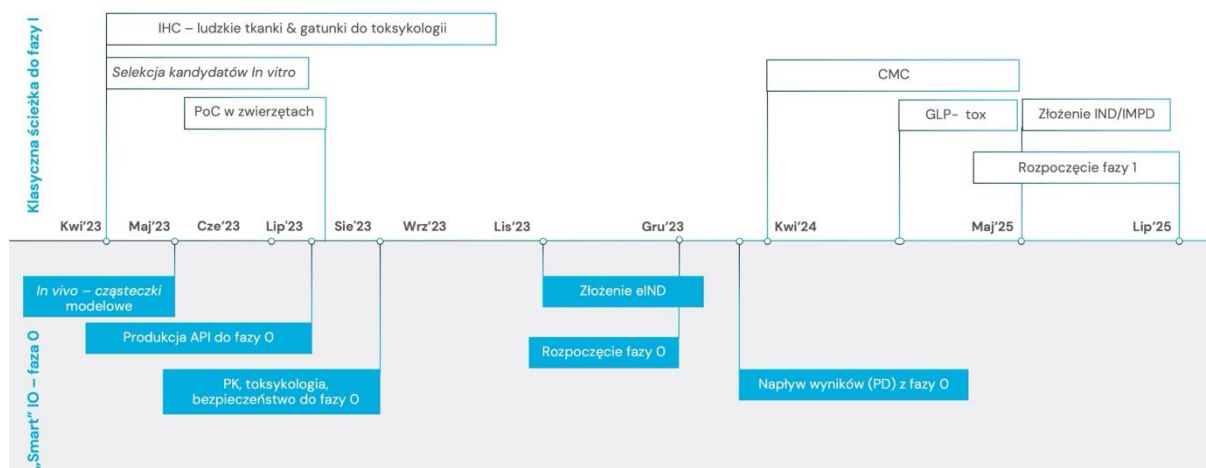 Klasyczna ścieżka do fazy I
IHC – ludzkie tkanki & gatunki do toksykologii
Selekcja kandydatów In vitro
PoC w zwierzętach
CMC
GLP- tox
Złożenie IND/IMPD
Rozpoczęcie fazy 1
Kwi'23
Maj'23
Cze'23
Lip'23
Sie'23
Wrz'23
Lis'23
Gru'23
Kwi'24
Maj'25
Lip'25
„Smart" IO – faza 0
In vivo – cząsteczki
modelowe
Produkcja API do fazy 0
PK, toksykologia,
bezpieczeństwo do fazy 0
Złożenie eIND
Rozpoczęcie fazy 0
Napływ wyników (PD) z fazy 0